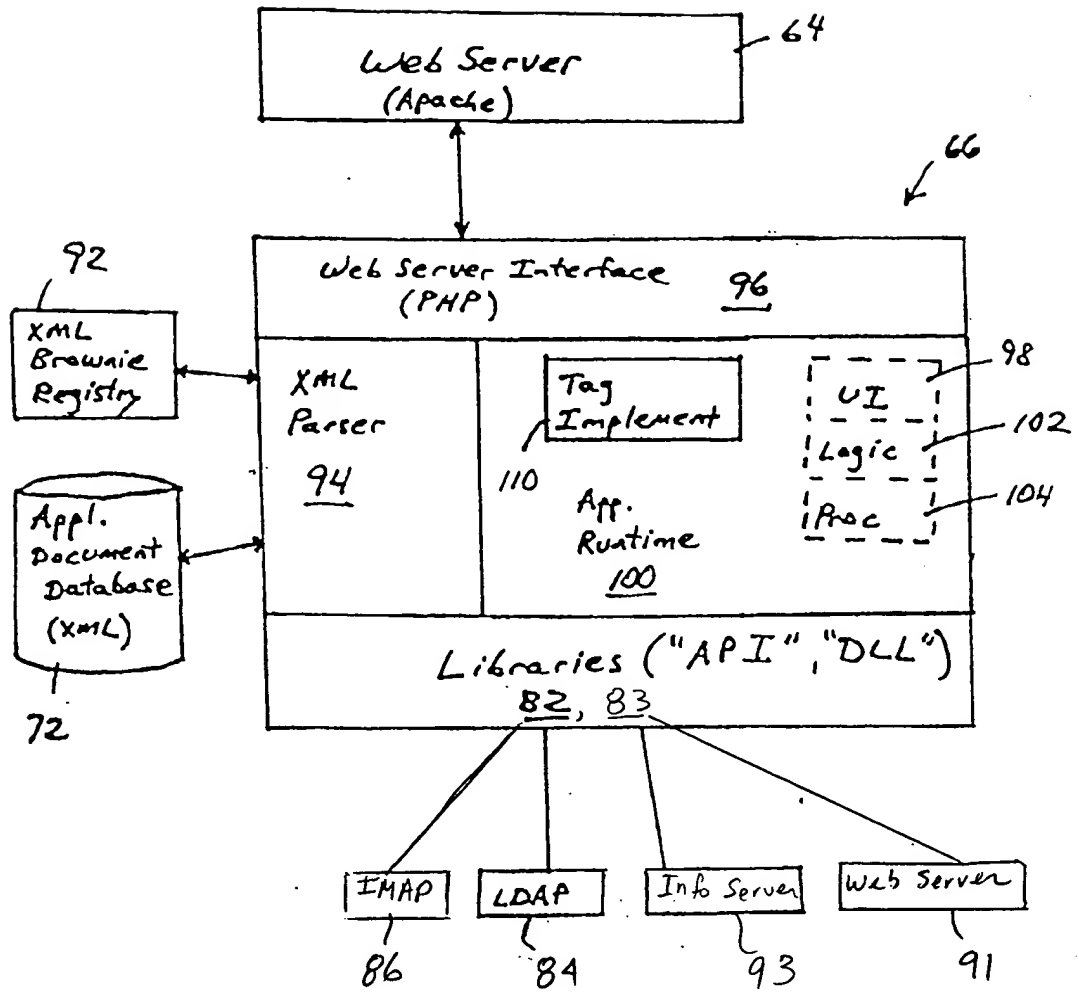 64
Web Server
(Apache)
66
92
Web Server Interface
(PHP)
96
XML
Brownie
Registry
XML
Parser
94
Tag
Implement
110
App.
Runtime
100
UI
98
Logic
102
Proc
104
Appl.
Document
Database
(XML)
72
Libraries ("API","DLL")
82, 83
IMAP
LDAP
Info Server
Web Server
86
84
93
91